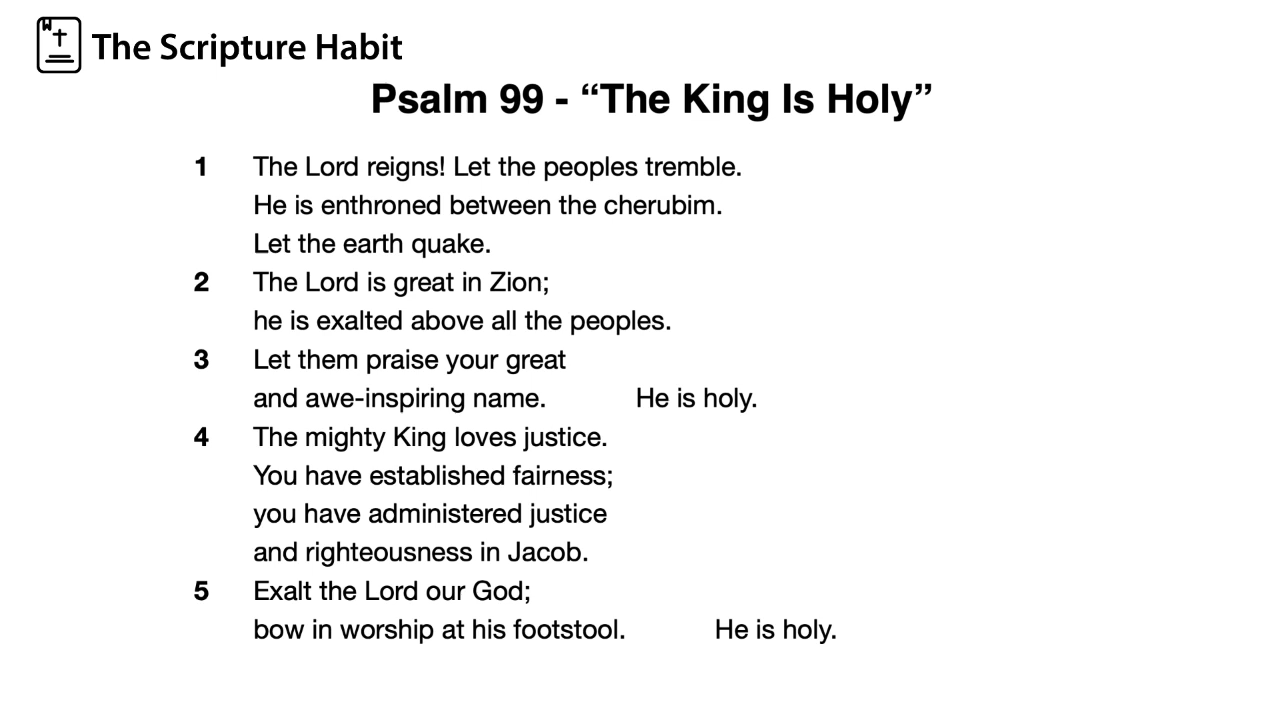 The Scripture Habit
Psalm 99 - “The King Is Holy”
1 The Lord reigns! Let the peoples tremble.
He is enthroned between the cherubim.
Let the earth quake.
2 The Lord is great in Zion;
he is exalted above all the peoples.
3 Let them praise your great
and awe-inspiring name. He is holy.
4 The mighty King loves justice.
You have established fairness;
you have administered justice
and righteousness in Jacob.
5 Exalt the Lord our God;
bow in worship at his footstool. He is holy.